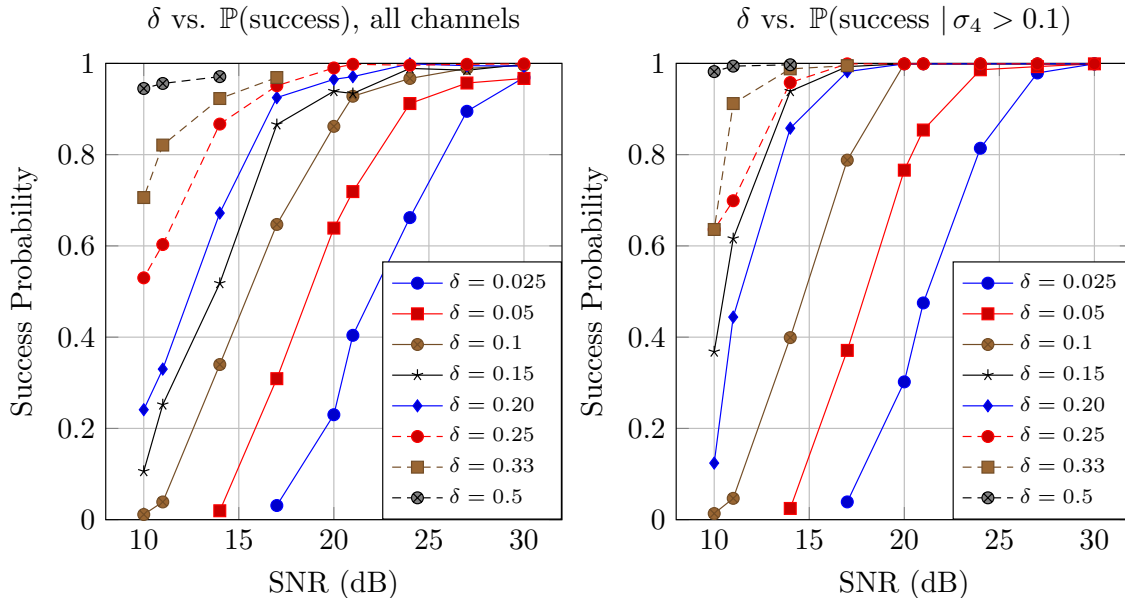 δ vs. ℙ(success), all channels
1
0.8
0.6
0.4
0.2
0
Success Probability
10
15
20
25
30
SNR (dB)
δ = 0.025
δ = 0.05
δ = 0.1
δ = 0.15
δ = 0.20
δ = 0.25
δ = 0.33
δ = 0.5
δ vs. ℙ(success | σ₄ > 0.1)
1
0.8
0.6
0.4
0.2
0
Success Probability
10
15
20
25
30
SNR (dB)
δ = 0.025
δ = 0.05
δ = 0.1
δ = 0.15
δ = 0.20
δ = 0.25
δ = 0.33
δ = 0.5